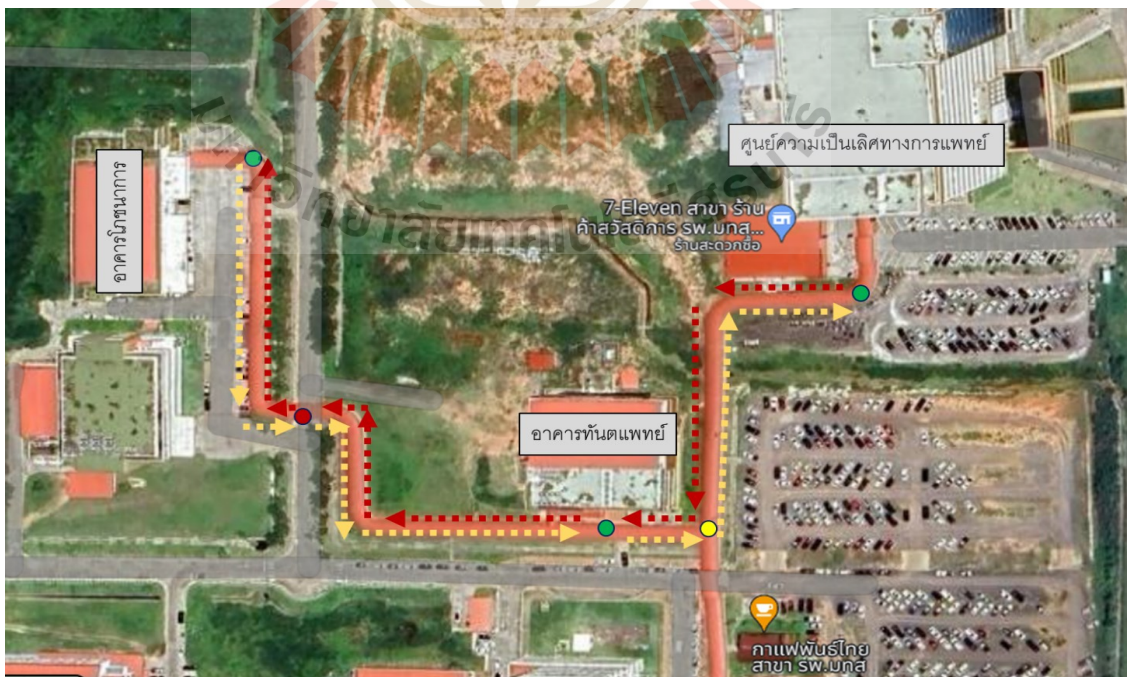 ศูนย์ความเป็นเลิศทางการแพทย์
อาคารโภชนาการ
7-Eleven สาขา ร้าน
ค้าสวัสดิการ รพ.มทส...
ร้านสะดวกซื้อ
อาคารทันตแพทย์
กาแฟพันธุ์ไทย
สาขา รพ.มทส